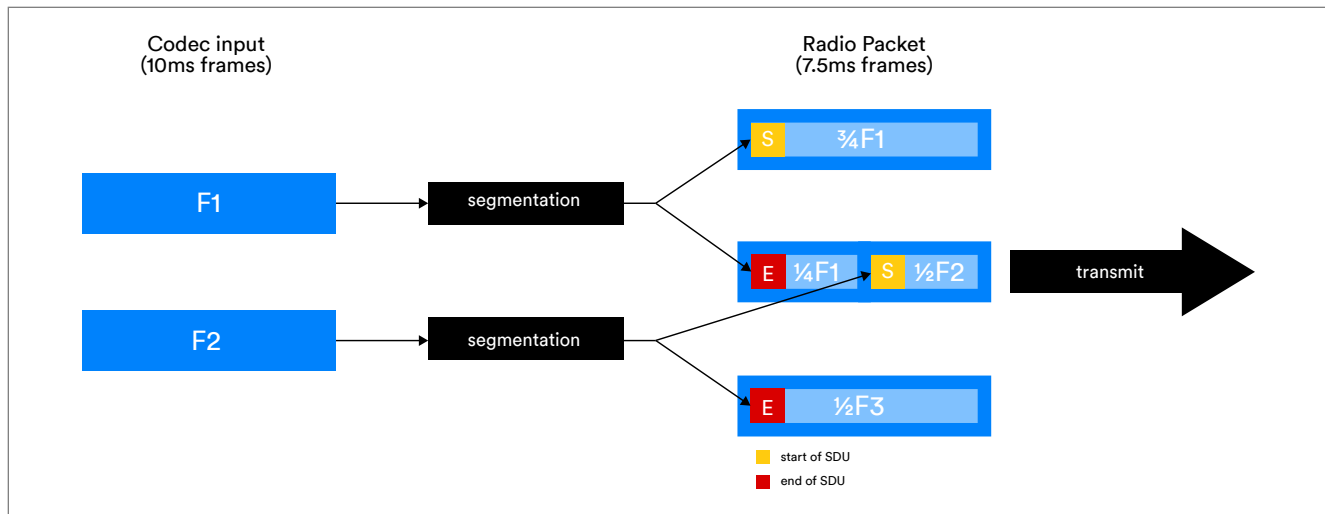 Codec input
(10ms frames)
Radio Packet
(7.5ms frames)
S ¾F1
F1
segmentation
E ¼F1 S ½F2
transmit
F2
segmentation
E ½F3
start of SDU
end of SDU